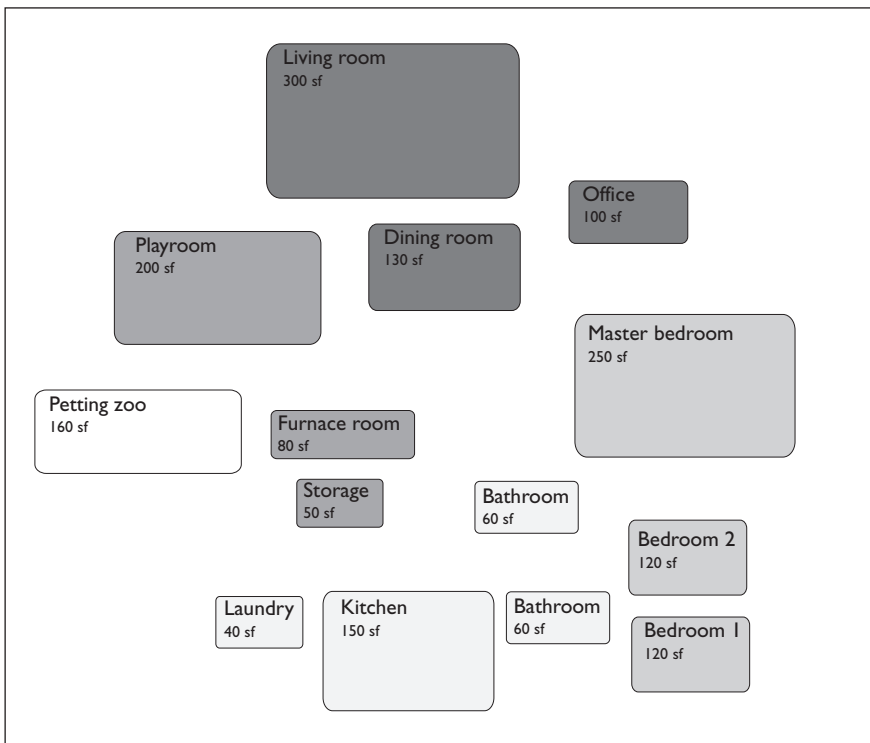 Living room
300 sf
Office
100 sf
Playroom
200 sf
Dining room
130 sf
Master bedroom
250 sf
Petting zoo
160 sf
Furnace room
80 sf
Storage
50 sf
Bathroom
60 sf
Bedroom 2
120 sf
Laundry
40 sf
Kitchen
150 sf
Bathroom
60 sf
Bedroom 1
120 sf